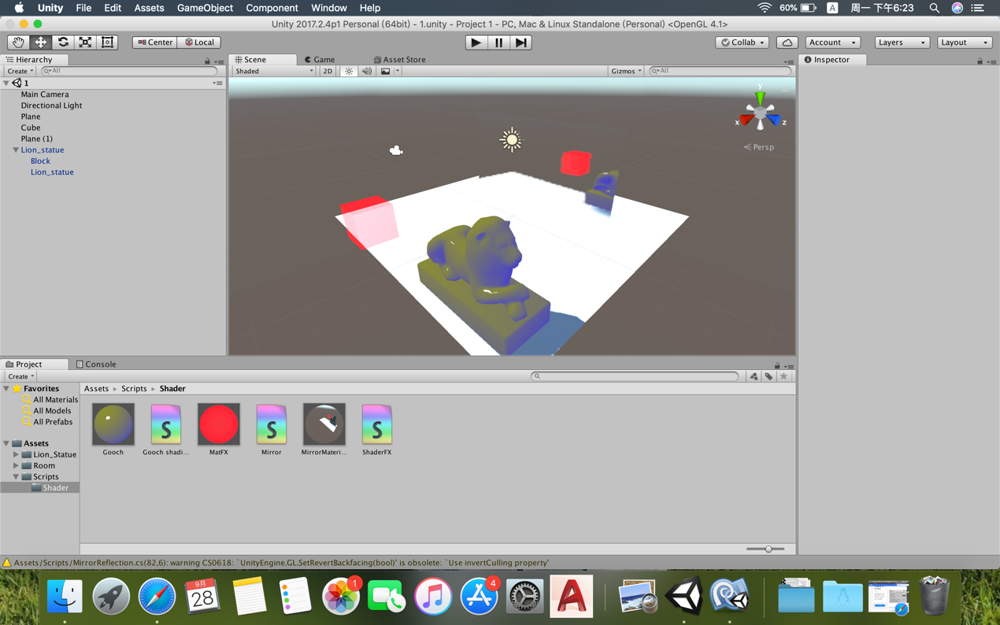 Unity File Edit Assets GameObject Component Window Help 60% A 周一 下午6:23
Unity 2017.2.4p1 Personal (64bit) - 1.unity - Project 1 - PC, Mac & Linux Standalone (Personal) <OpenGL 4.1>
Center Local Collab Account Layers Layout
Hierarchy Scene Game Asset Store Inspector
Create All Shaded 2D Gizmos All
1
Main Camera
Directional Light
Plane
Cube
Plane (1)
Lion_statue
Block
Lion_statue
y
x z
Persp
Project Console
Create
Favorites Assets Scripts Shader
All Materials
All Models
All Prefabs
Assets
Lion_Statue
Room
Scripts
Shader
S S S
Gooch Gooch shadi... MatFX Mirror MirrorMateri... ShaderFX
Assets/Scripts/MirrorReflection.cs(82,6): warning CS0618: `UnityEngine.GL.SetRevertBackfacing(bool)' is obsolete: `Use invertCulling property'
9月
28
1
4